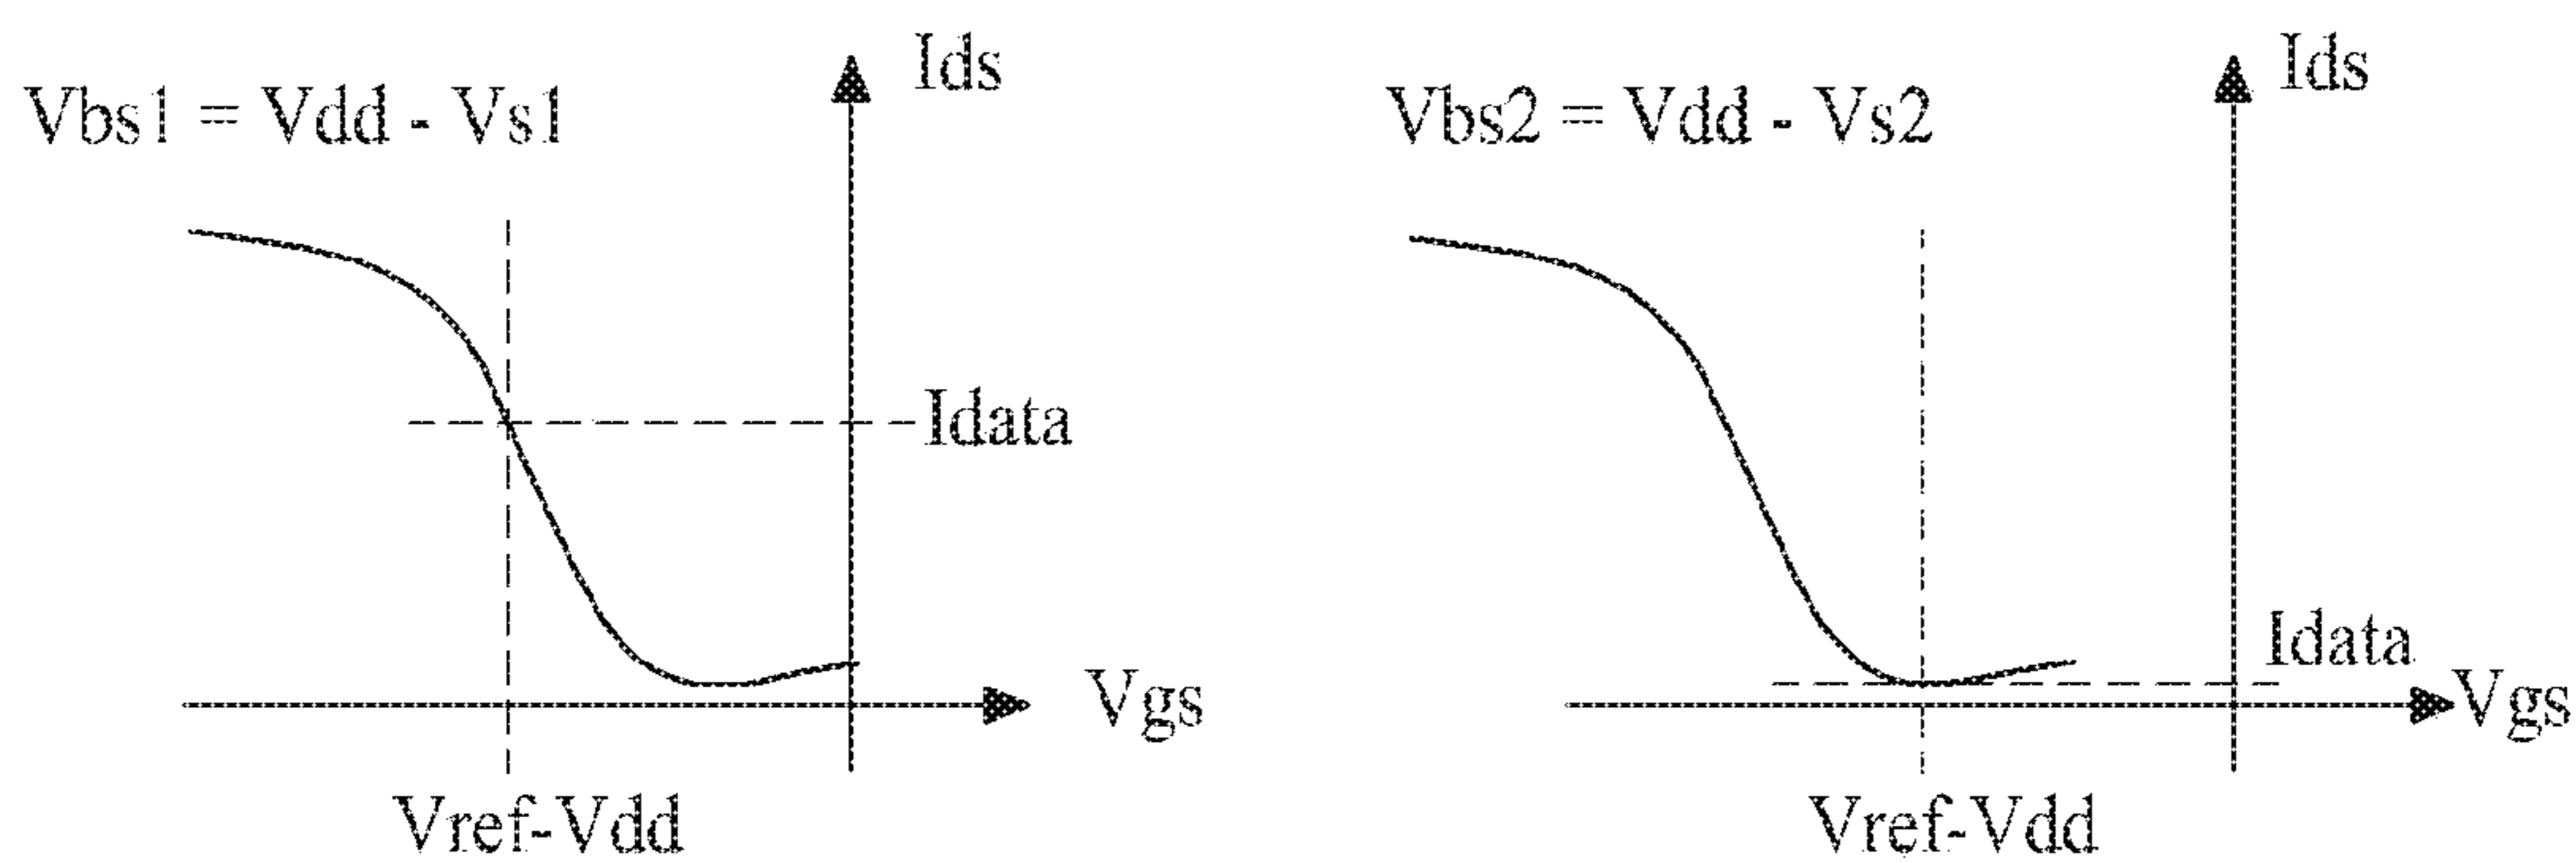 Vbs1 = Vdd - Vs1
Ids
Idata
Vgs
Vref-Vdd
Vbs2 = Vdd - Vs2
Ids
Idata
Vgs
Vref-Vdd